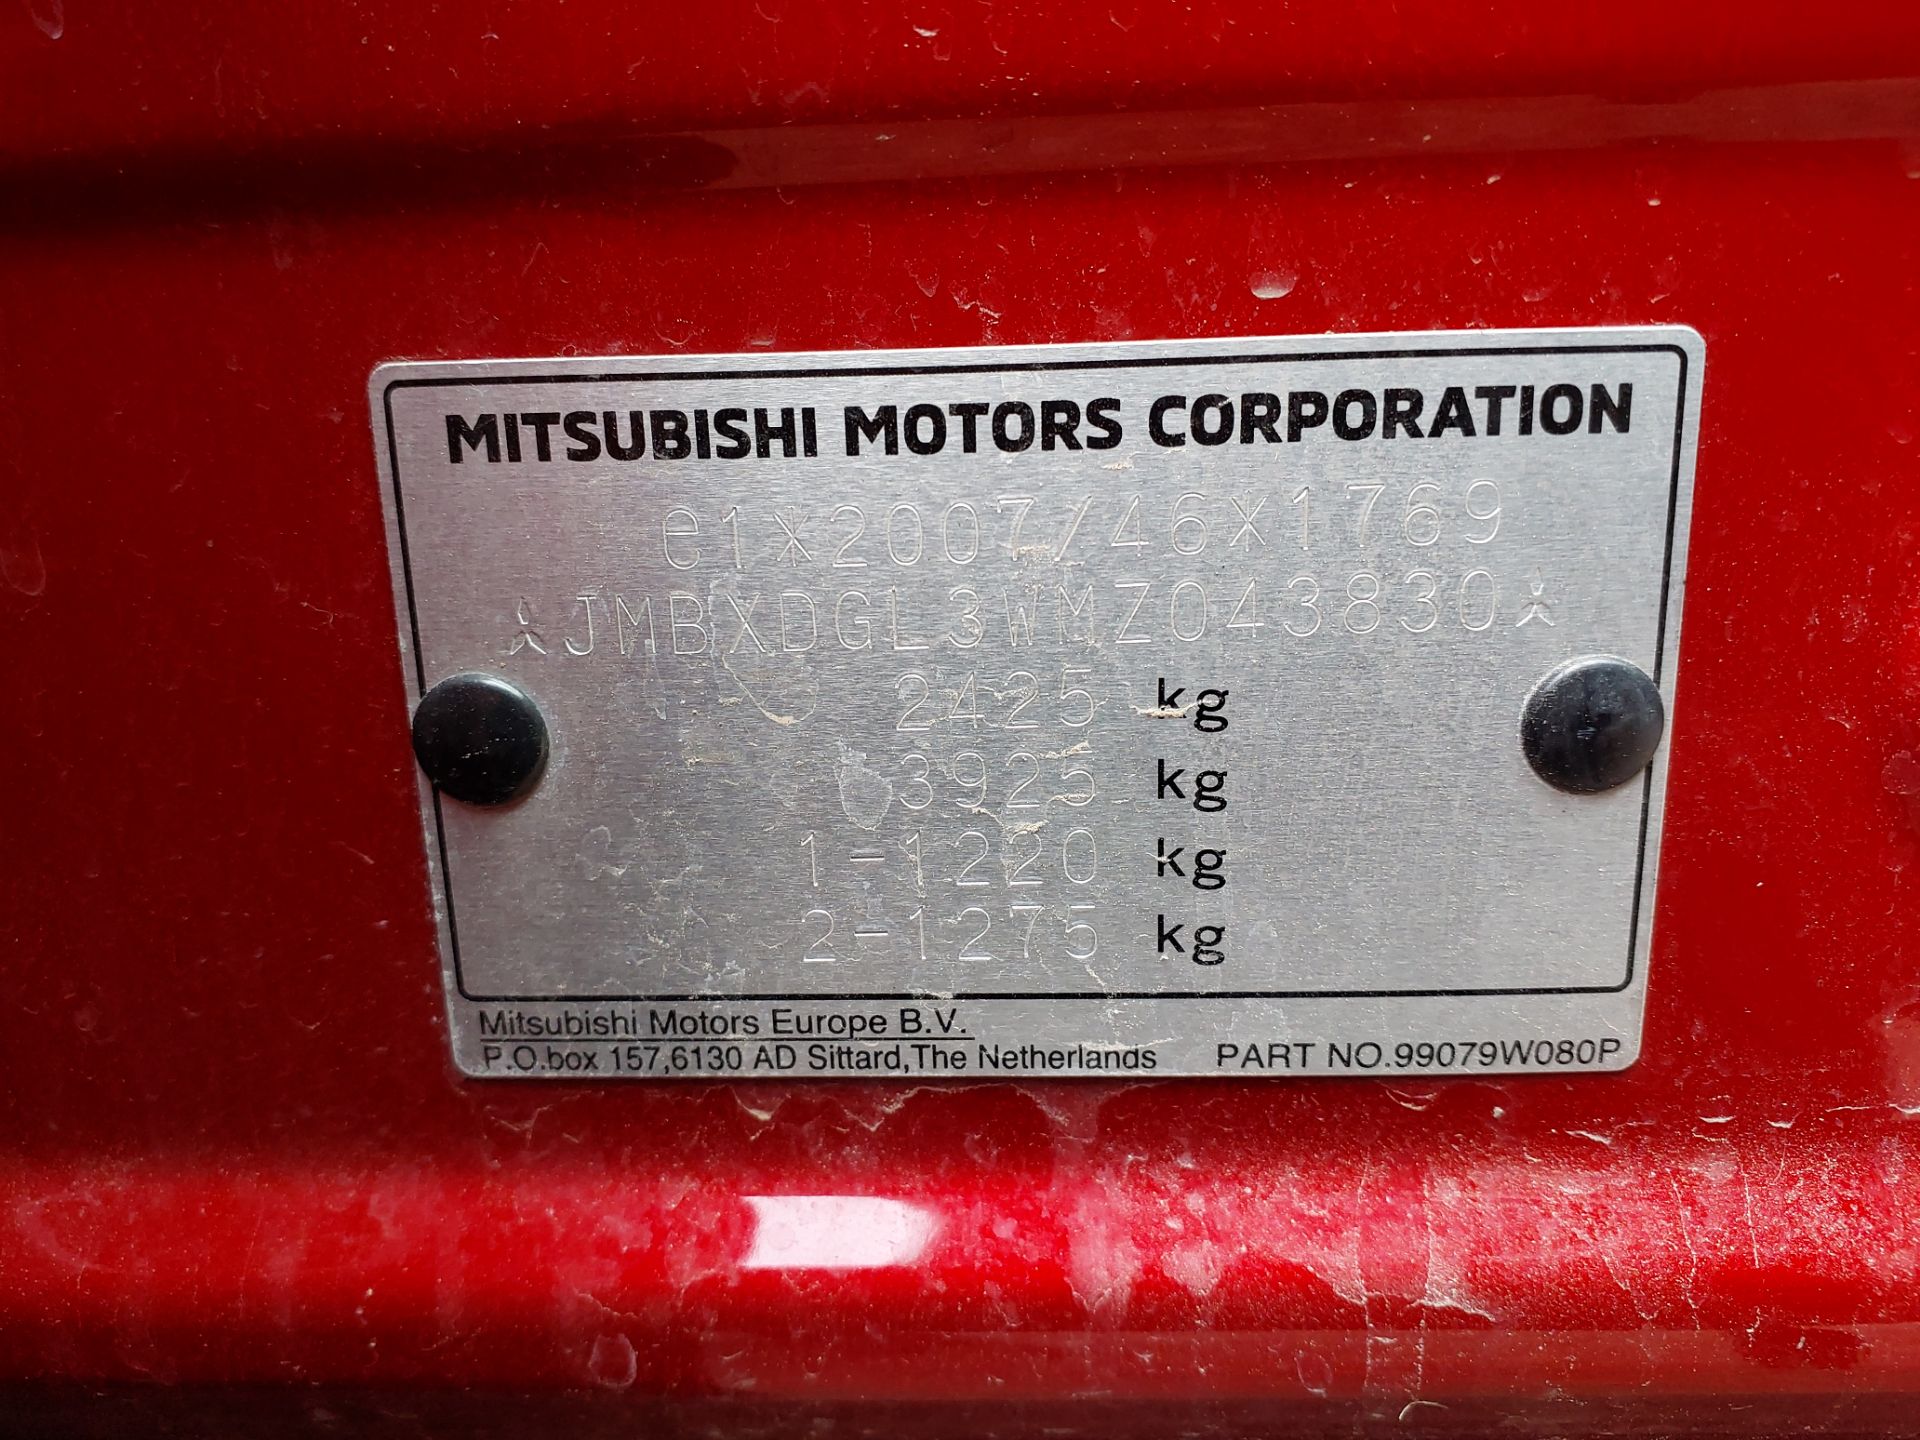 MITSUBISHI MOTORS CORPORATION
e1*2007/46*1769
JMBXDGL3WMZ043830
2425 kg
3925 kg
1-1220 kg
2-1275 kg
Mitsubishi Motors Europe B.V.
P.O.box 157,6130 AD Sittard,The Netherlands PART NO.99079W080P